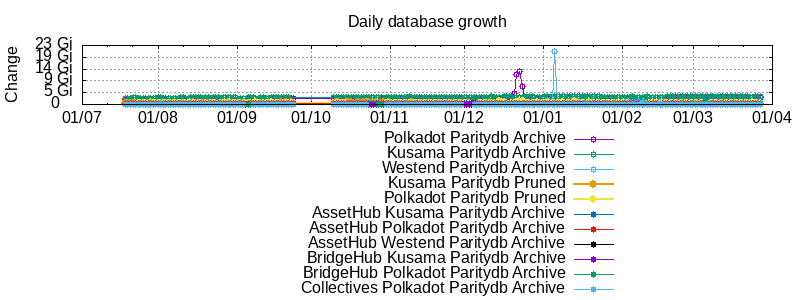 Daily database growth
Change
23 Gi
19 Gi
14 Gi
9 Gi
5 Gi
0
01/07 01/08 01/09 01/10 01/11 01/12 01/01 01/02 01/03 01/04
Polkadot Paritydb Archive
Kusama Paritydb Archive
Westend Paritydb Archive
Kusama Paritydb Pruned
Polkadot Paritydb Pruned
AssetHub Kusama Paritydb Archive
AssetHub Polkadot Paritydb Archive
AssetHub Westend Paritydb Archive
BridgeHub Kusama Paritydb Archive
BridgeHub Polkadot Paritydb Archive
Collectives Polkadot Paritydb Archive